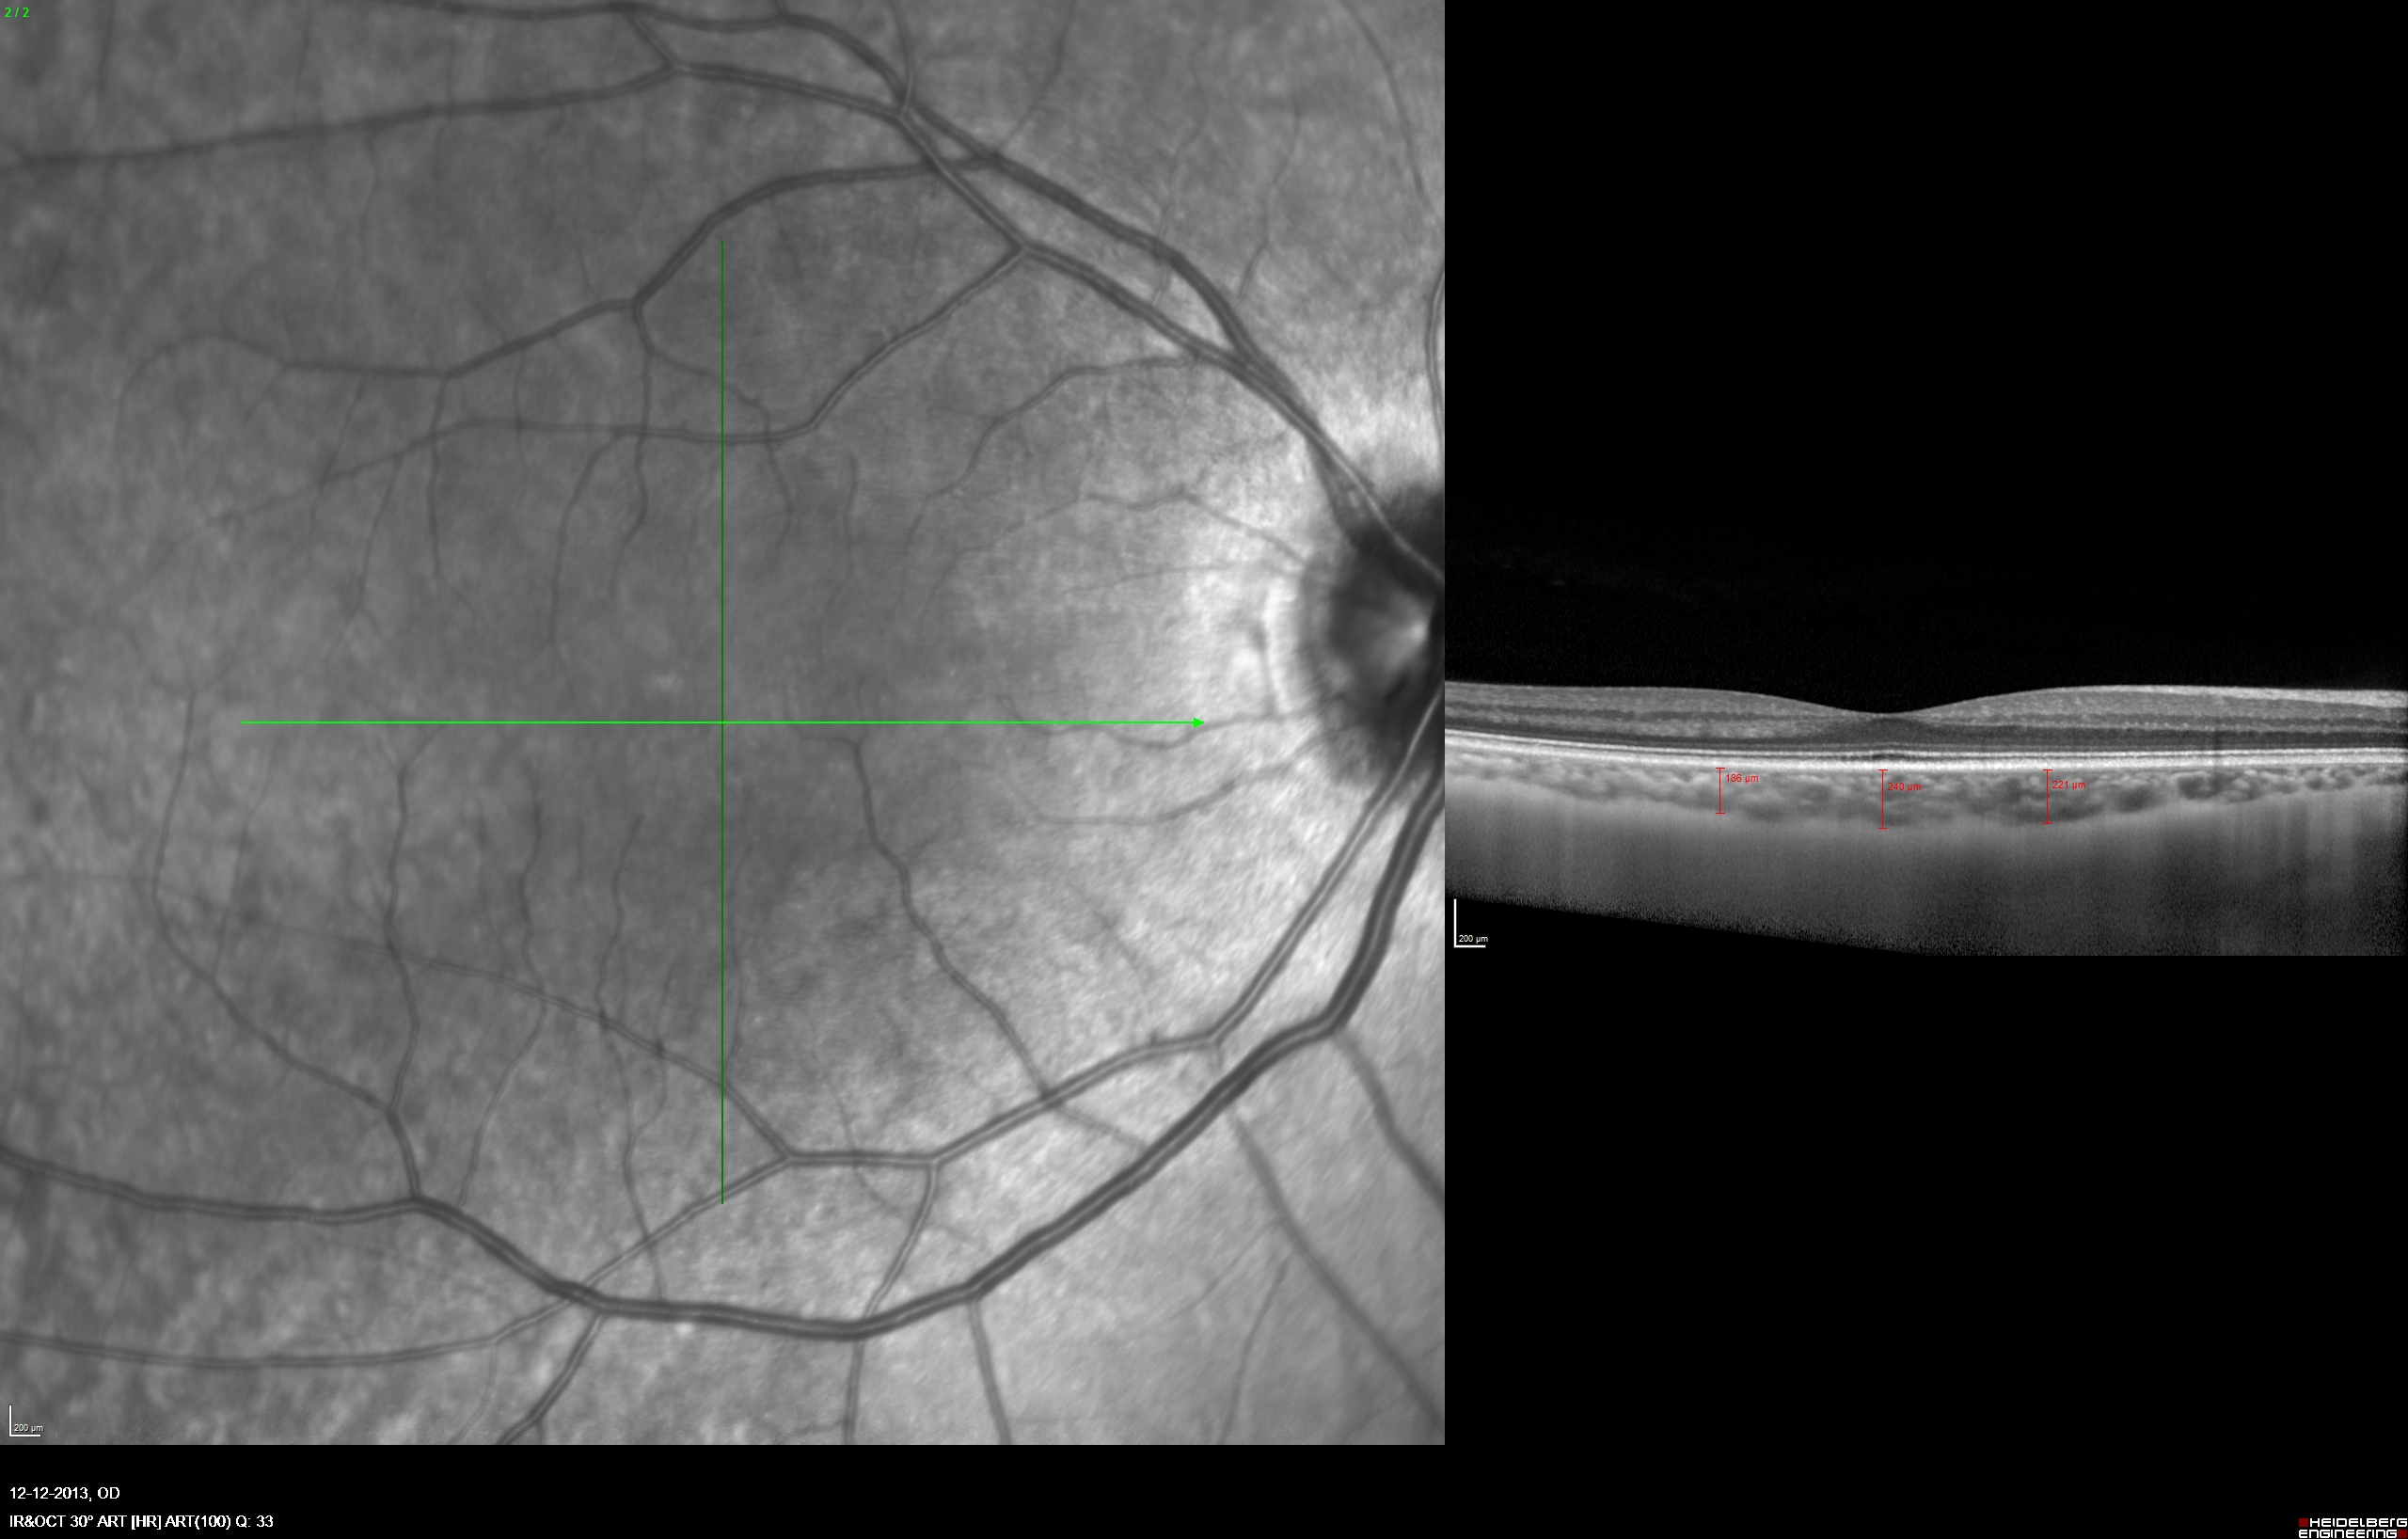 2 / 2
186 µm
240 µm
221 µm
200 µm
200 µm
12-12-2013, OD
IR&OCT 30° ART [HR] ART(100) Q: 33
HEIDELBERG
ENGINEERING